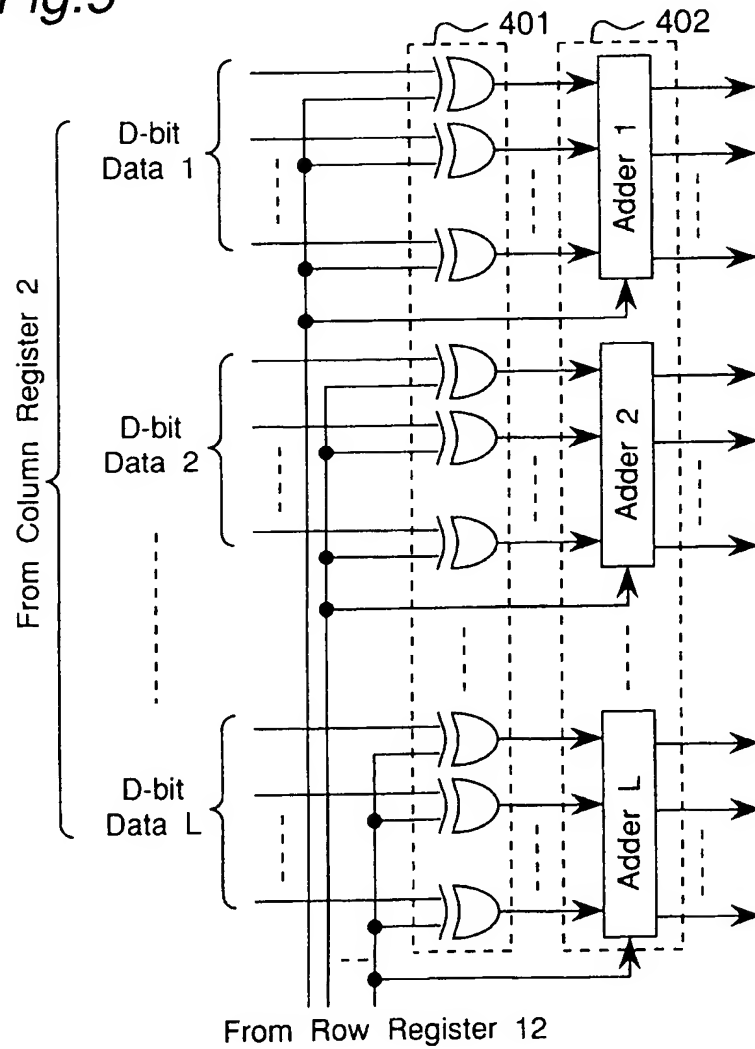 Fig.5
401
402
D-bit
Data 1
Adder 1
From Column Register 2
D-bit
Data 2
Adder 2
D-bit
Data L
Adder L
From Row Register 12